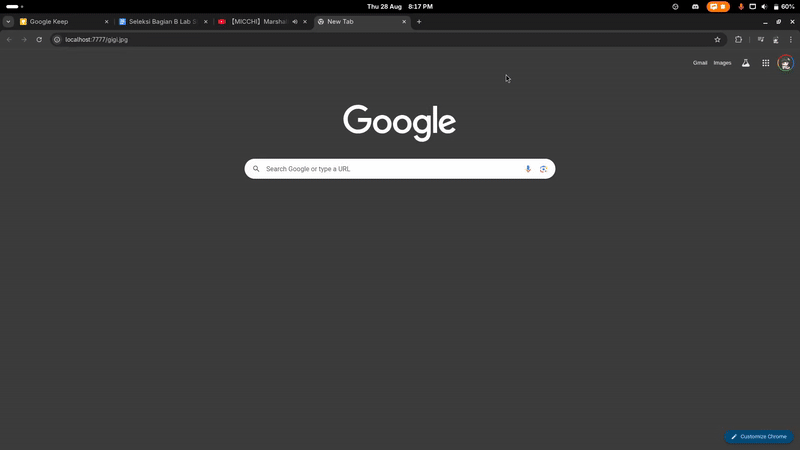 Thu 28 Aug 8:17 PM
60%
Google Keep
Seleksi Bagian B Lab
【MICCHI】Marshal
New Tab
localhost:7777/gigi.jpg
Gmail Images
Google
Search Google or type a URL
Customize Chrome